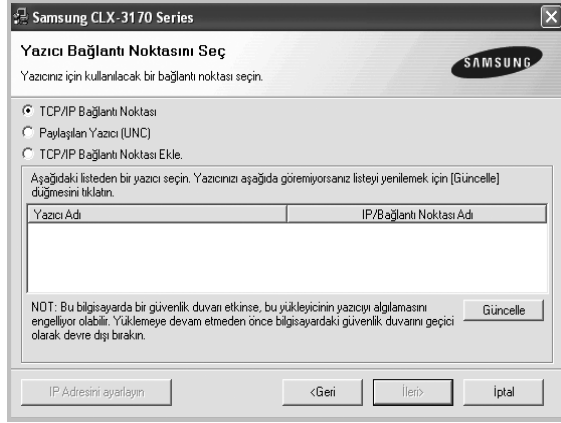 Samsung CLX-3170 Series
Yazıcı Bağlantı Noktasını Seç
Yazıcınız için kullanılacak bir bağlantı noktası seçin.
SAMSUNG
TCP/IP Bağlantı Noktası
Paylaşılan Yazıcı (UNC)
TCP/IP Bağlantı Noktası Ekle.
Aşağıdaki listeden bir yazıcı seçin. Yazıcınızı aşağıda göremiyorsanız listeyi yenilemek için [Güncelle]
düğmesini tıklatın.
Yazıcı Adı IP/Bağlantı Noktası Adı
NOT: Bu bilgisayarda bir güvenlik duvarı etkinse, bu yükleyicinin yazıcıyı algılamasını
engelliyor olabilir. Yüklemeye devam etmeden önce bilgisayardaki güvenlik duvarını geçici
olarak devre dışı bırakın.
Güncelle
IP Adresini ayarlayın <Geri İleri> İptal